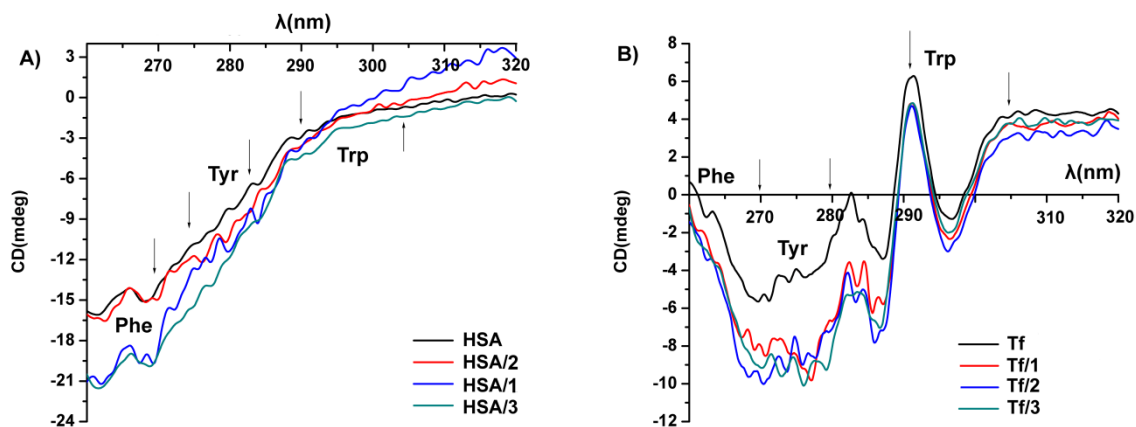 A)
λ(nm)
270 280 290 300 310 320
3
0
-3
-6
-9
-12
-15
-18
-21
-24
CD(mdeg)
Phe
Tyr
Trp
HSA
HSA/2
HSA/1
HSA/3
B)
8
6
4
2
0
-2
-4
-6
-8
-10
-12
CD(mdeg)
Phe
Tyr
Trp
λ(nm)
270 280 290 300 310 320
Tf
Tf/1
Tf/2
Tf/3